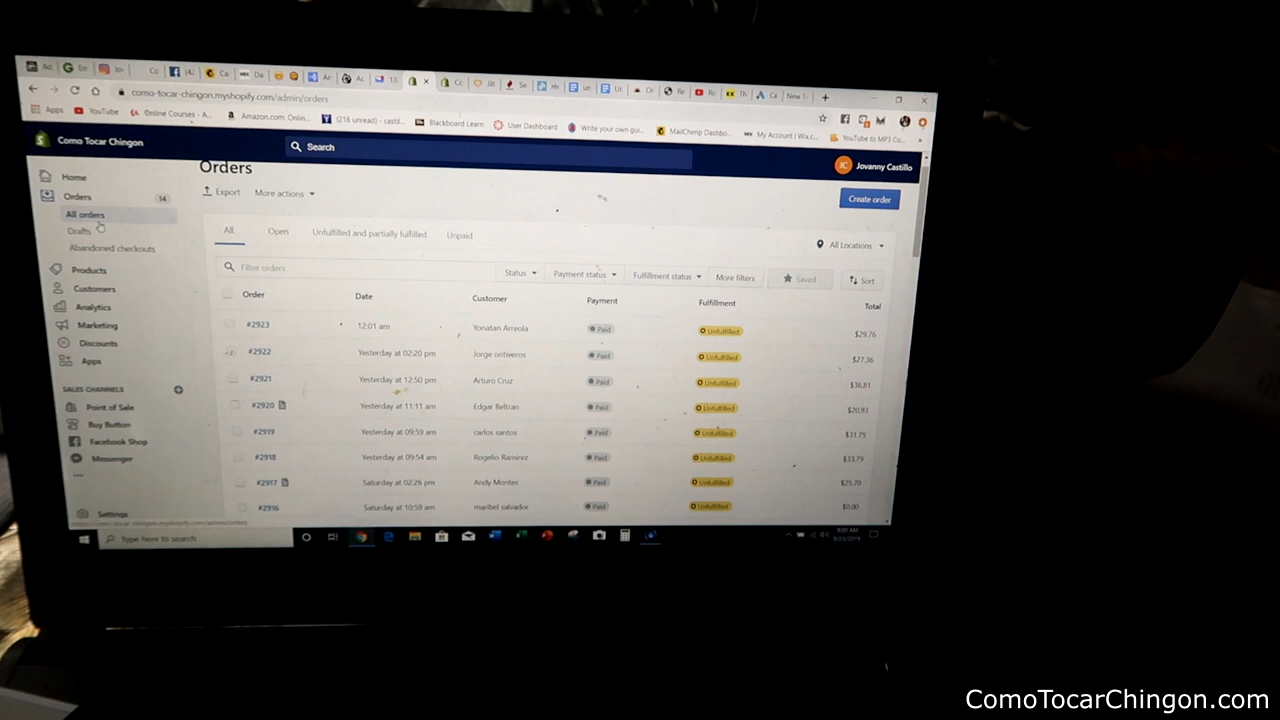 como-tocar-chingon.myshopify.com/admin/orders
Apps YouTube Online Courses - A... Amazon.com: Onlin... (216 unread) - castil... Blackboard Learn User Dashboard Write your own gui... MailChimp Dashbo... My Account | Wix.c... YouTube to MP3 Co...
Como Tocar Chingon Search JC Jovanny Castillo
Home
Orders 14
All orders
Drafts
Abandoned checkouts
Products
Customers
Analytics
Marketing
Discounts
Apps
SALES CHANNELS
Point of Sale
Buy Button
Facebook Shop
Messenger
Settings
Orders
Export More actions Create order
All Open Unfulfilled and partially fulfilled Unpaid All Locations
Filter orders Status Payment status Fulfillment status More filters Saved Sort
Order Date Customer Payment Fulfillment Total
#2923 12:01 am Yonatan Arreola Paid Unfulfilled $29.76
#2922 Yesterday at 02:20 pm Jorge ontiveros Paid Unfulfilled $27.36
#2921 Yesterday at 12:50 pm Arturo Cruz Paid Unfulfilled $36.81
#2920 Yesterday at 11:11 am Edgar Beltran Paid Unfulfilled $20.93
#2919 Yesterday at 09:59 am carlos santos Paid Unfulfilled $31.75
#2918 Yesterday at 09:54 am Rogelio Ramirez Paid Unfulfilled $33.79
#2917 Saturday at 02:26 pm Andy Montes Paid Unfulfilled $25.70
#2916 Saturday at 10:59 am maribel salvador Paid Unfulfilled $0.00
Type here to search
ComoTocarChingon.com